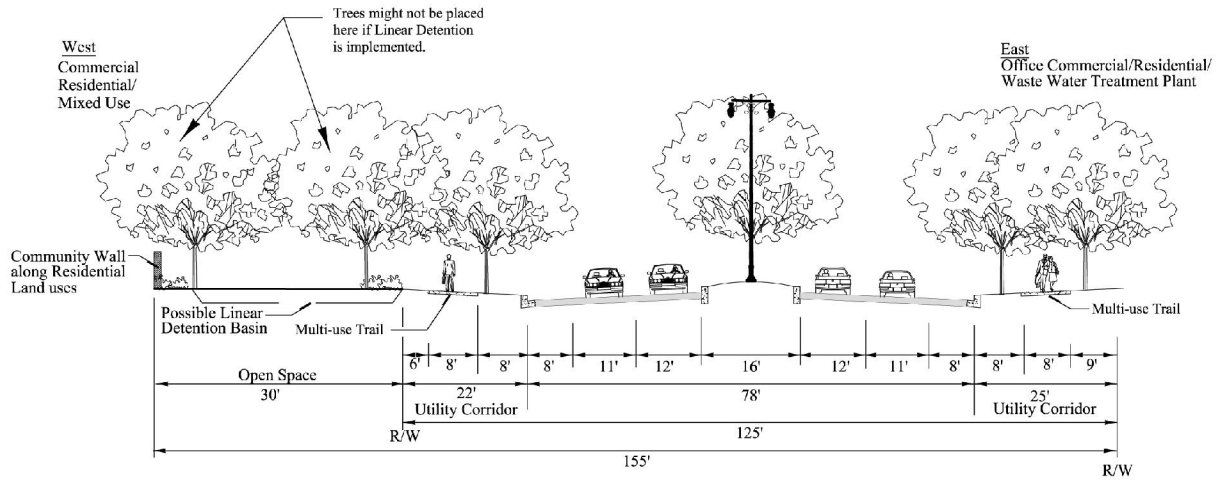 Trees might not be placed
here if Linear Detention
is implemented.
West
Commercial
Residential/
Mixed Use
East
Office Commercial/Residential/
Waste Water Treatment Plant
Community Wall
along Residential
Land uses
Possible Linear
Detention Basin
Multi-use Trail
Multi-use Trail
6' 8' 8' 8' 11' 12' 16' 12' 11' 8' 8' 8' 9'
Open Space
30' 22' 78' 25'
Utility Corridor Utility Corridor
125'
R/W
155'
R/W